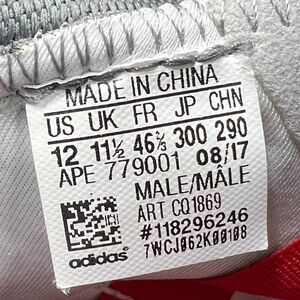 MADE IN CHINA
US UK FR JP CHN
12 11½ 46⅔ 300 290
APE 779001 08/17
MALE/MÂLE
ART CQ1869
#118296246
adidas 7WCJ062K00108